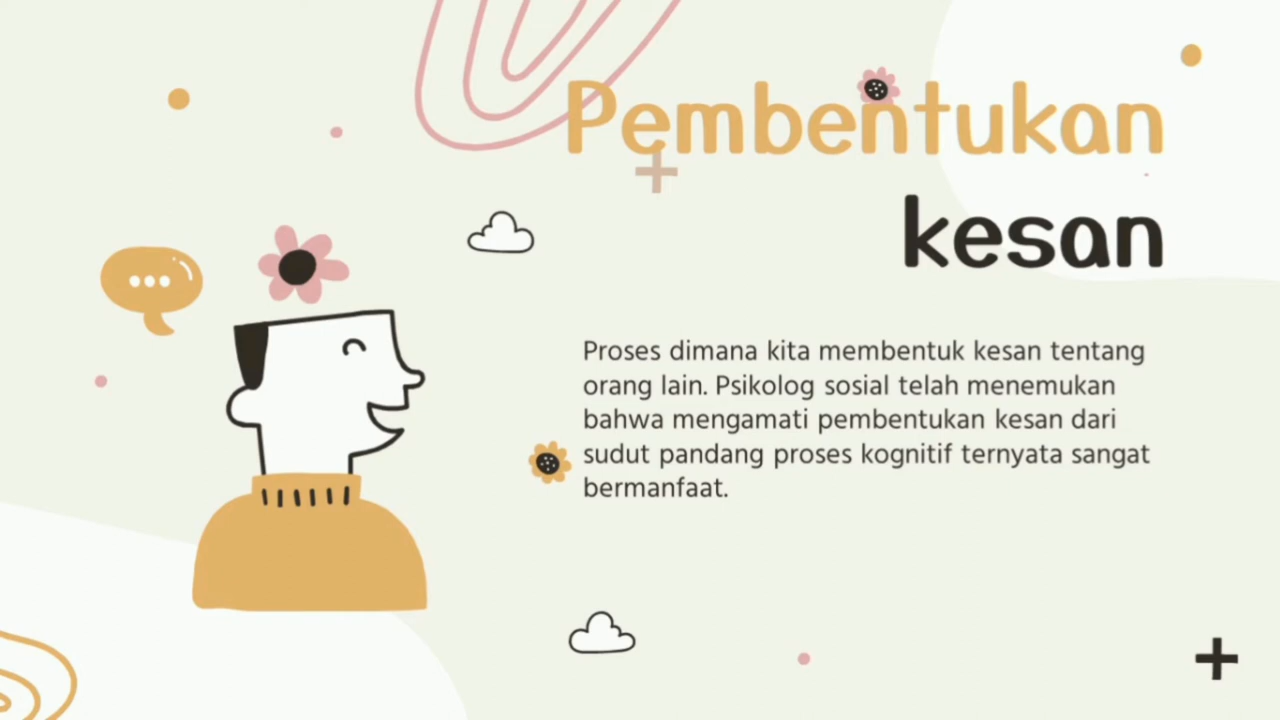 Pembentukan
kesan
Proses dimana kita membentuk kesan tentang
orang lain. Psikolog sosial telah menemukan
bahwa mengamati pembentukan kesan dari
sudut pandang proses kognitif ternyata sangat
bermanfaat.